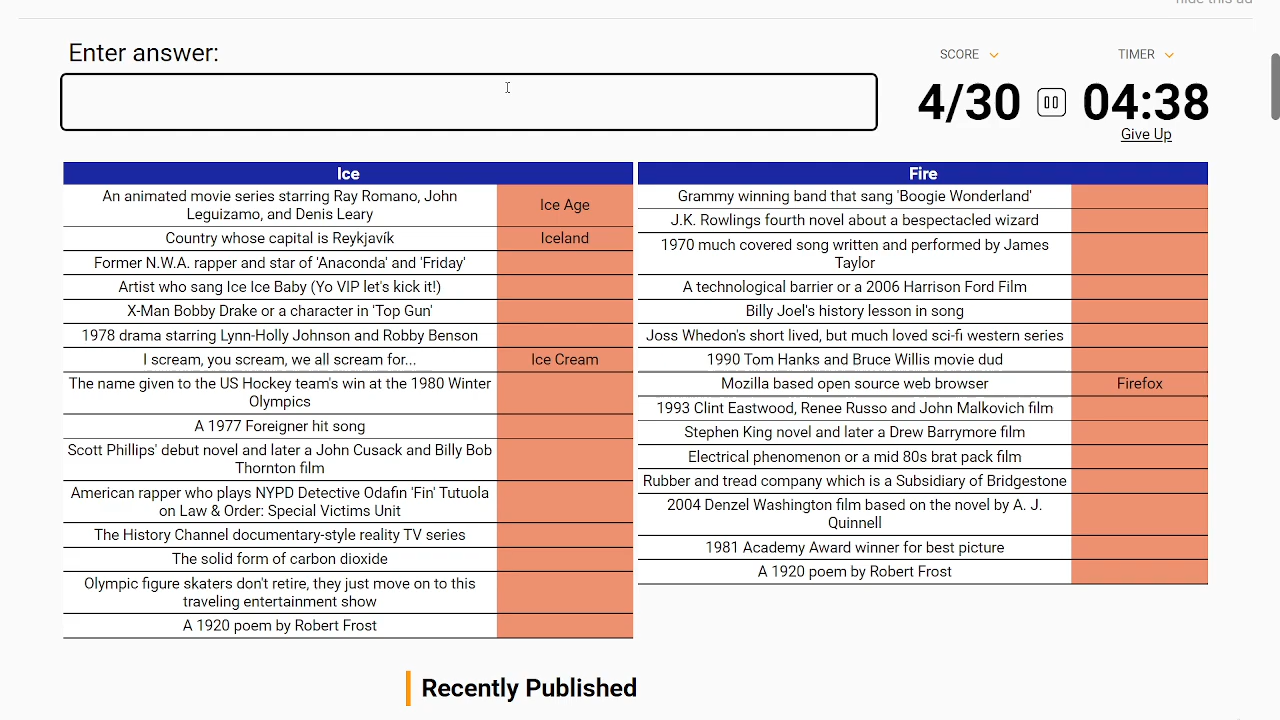 hide this ad
Enter answer:
SCORE
TIMER
4/30
04:38
Give Up
Ice
An animated movie series starring Ray Romano, John
Leguizamo, and Denis Leary
Ice Age
Country whose capital is Reykjavík
Iceland
Former N.W.A. rapper and star of 'Anaconda' and 'Friday'
Artist who sang Ice Ice Baby (Yo VIP let's kick it!)
X-Man Bobby Drake or a character in 'Top Gun'
1978 drama starring Lynn-Holly Johnson and Robby Benson
I scream, you scream, we all scream for...
Ice Cream
The name given to the US Hockey team's win at the 1980 Winter
Olympics
A 1977 Foreigner hit song
Scott Phillips' debut novel and later a John Cusack and Billy Bob
Thornton film
American rapper who plays NYPD Detective Odafin 'Fin' Tutuola
on Law & Order: Special Victims Unit
The History Channel documentary-style reality TV series
The solid form of carbon dioxide
Olympic figure skaters don't retire, they just move on to this
traveling entertainment show
A 1920 poem by Robert Frost
Fire
Grammy winning band that sang 'Boogie Wonderland'
J.K. Rowlings fourth novel about a bespectacled wizard
1970 much covered song written and performed by James
Taylor
A technological barrier or a 2006 Harrison Ford Film
Billy Joel's history lesson in song
Joss Whedon's short lived, but much loved sci-fi western series
1990 Tom Hanks and Bruce Willis movie dud
Mozilla based open source web browser
Firefox
1993 Clint Eastwood, Renee Russo and John Malkovich film
Stephen King novel and later a Drew Barrymore film
Electrical phenomenon or a mid 80s brat pack film
Rubber and tread company which is a Subsidiary of Bridgestone
2004 Denzel Washington film based on the novel by A. J.
Quinnell
1981 Academy Award winner for best picture
A 1920 poem by Robert Frost
Recently Published